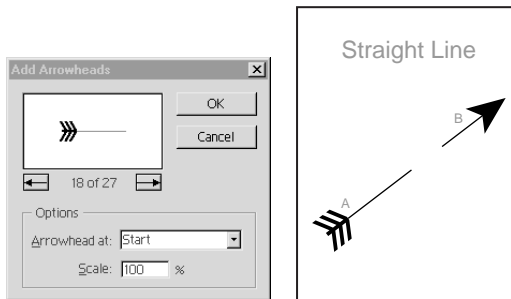 Add Arrowheads
OK
Cancel
18 of 27
Options
Arrowhead at: Start
Scale: 100 %
Straight Line
B
A